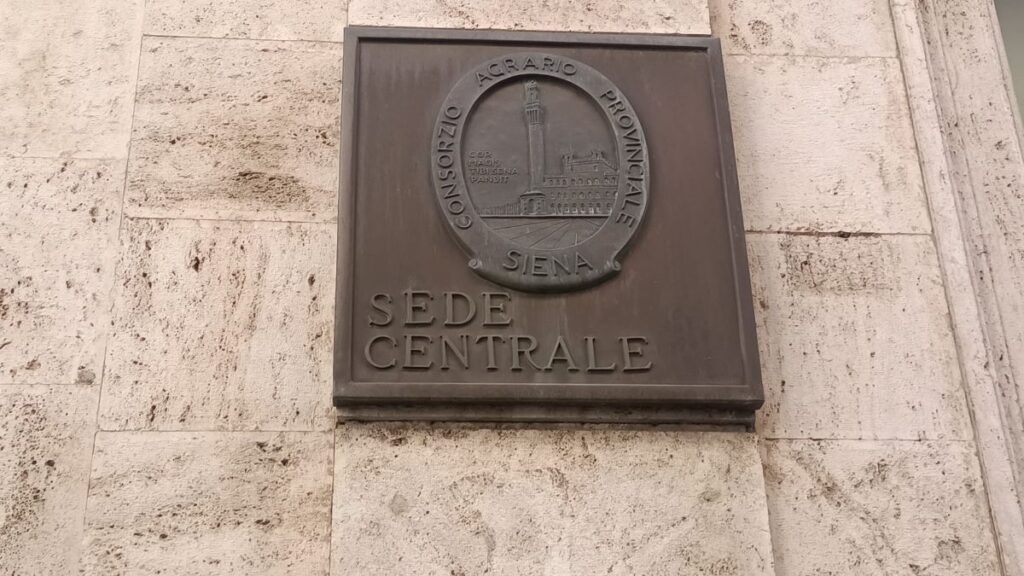 CONSORZIO AGRARIO PROVINCIALE
SIENA
COR
MAGIS
TIBI SENA
PANDIT
SEDE
CENTRALE